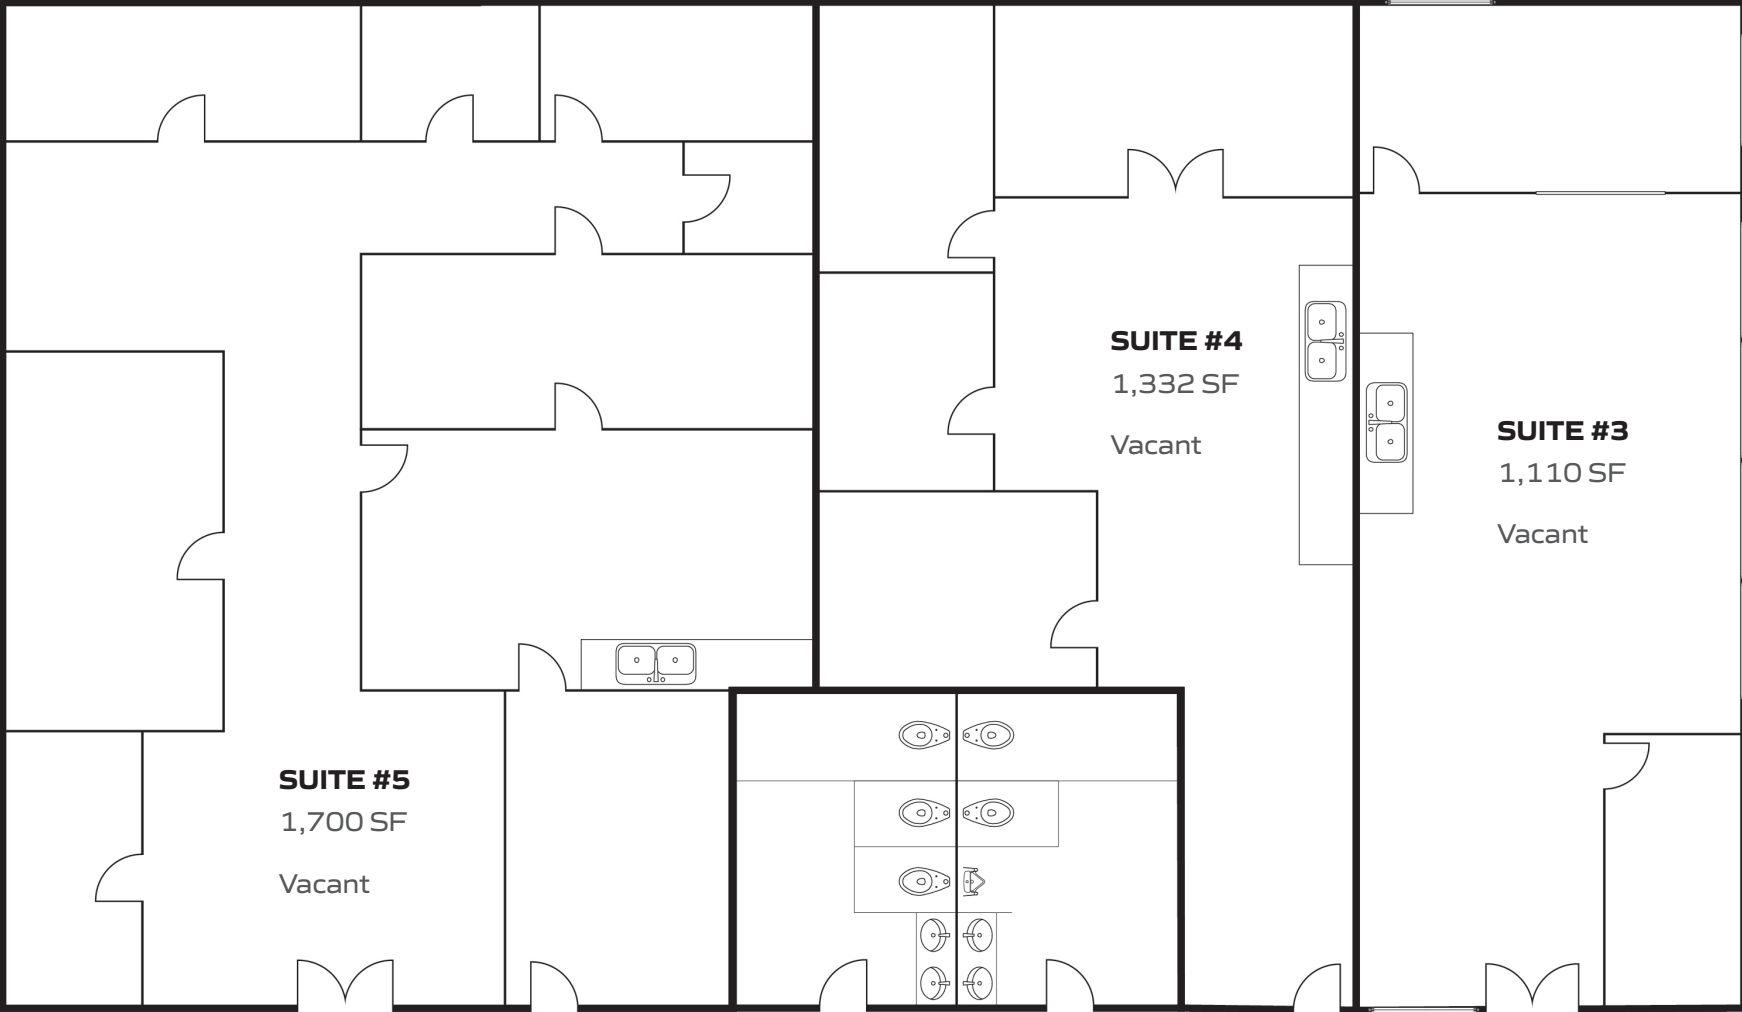 SUITE #4
1,332 SF
Vacant
SUITE #3
1,110 SF
Vacant
SUITE #5
1,700 SF
Vacant